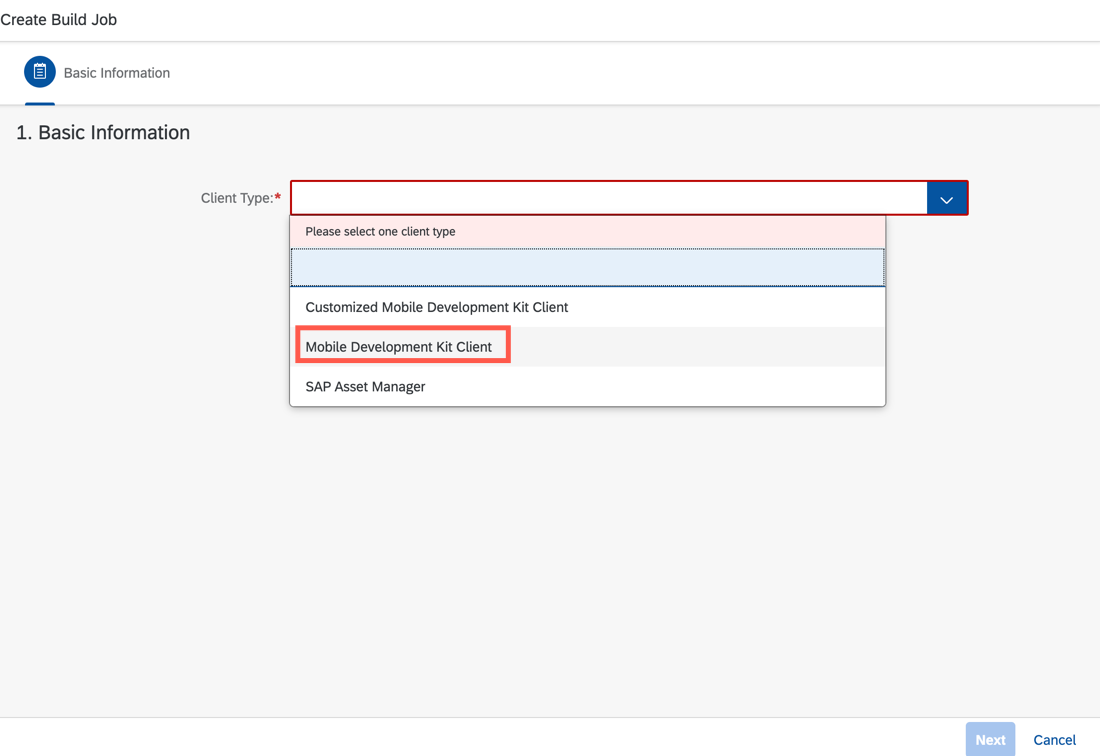 Create Build Job
Basic Information
1. Basic Information
Client Type:*
Please select one client type
Customized Mobile Development Kit Client
Mobile Development Kit Client
SAP Asset Manager
Next Cancel